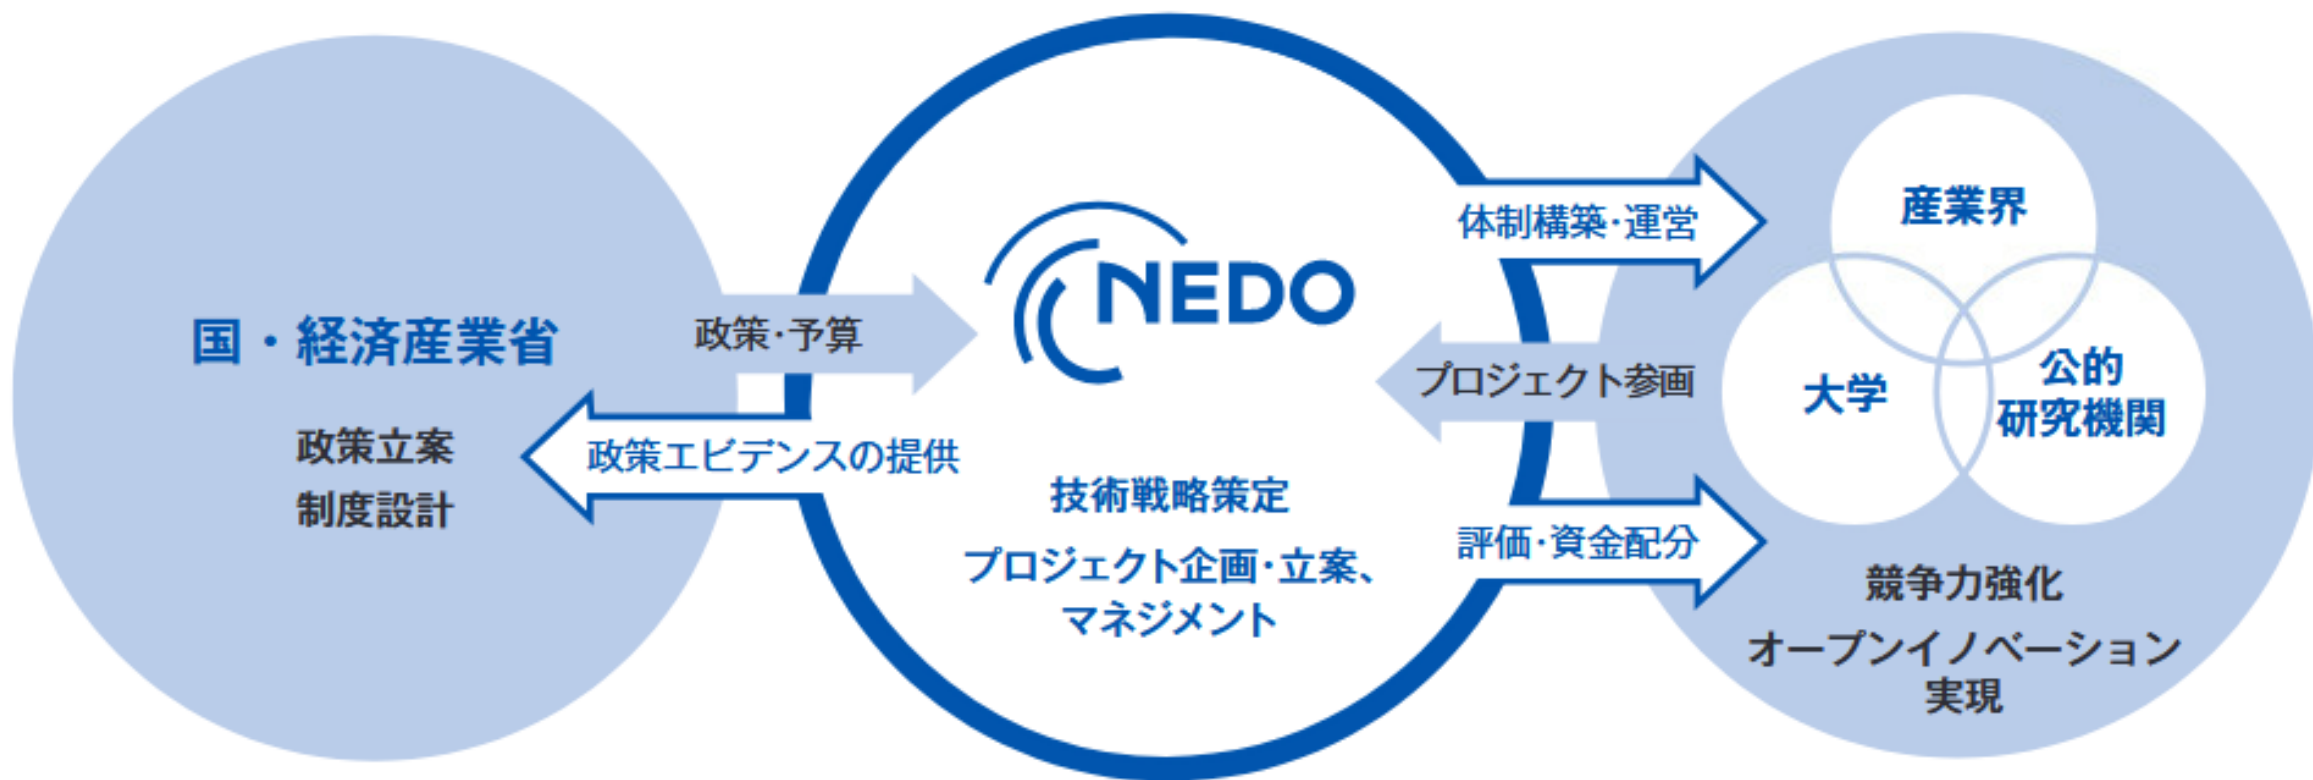 国・経済産業省
政策立案
制度設計
政策・予算
政策エビデンスの提供
NEDO
技術戦略策定
プロジェクト企画・立案、
マネジメント
体制構築・運営
プロジェクト参画
評価・資金配分
産業界
大学
公的
研究機関
競争力強化
オープンイノベーション
実現